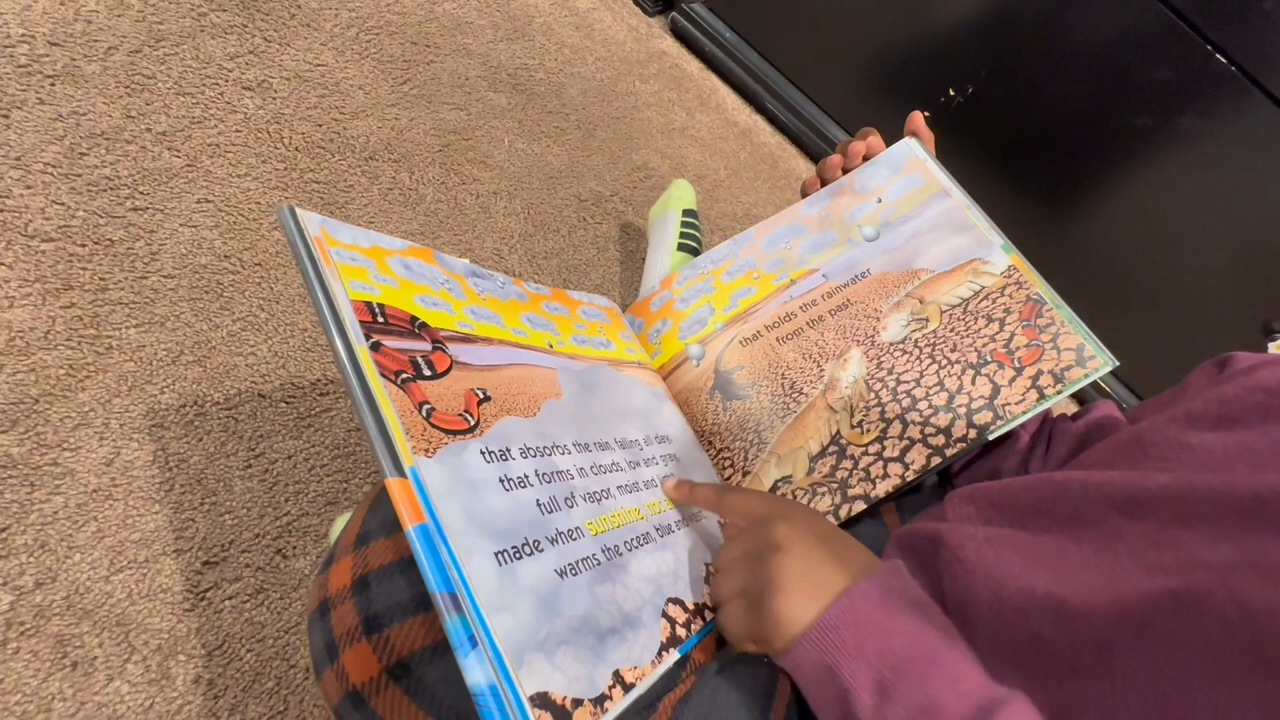 that absorbs the rain, falling all day,
that forms in clouds, low and gray,
full of vapor, moist and
made when sunshine,
warms the ocean, blue and
that holds the rainwater
from the past